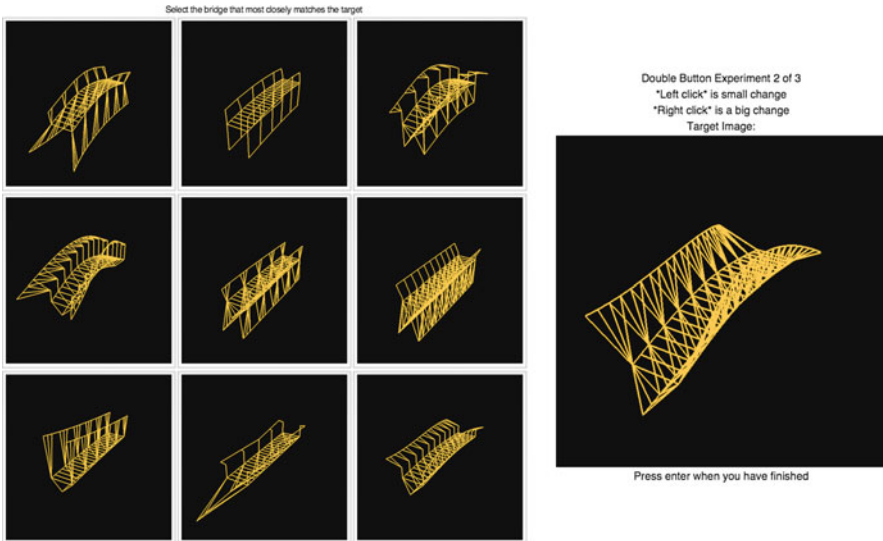 Select the bridge that most closely matches the target
Double Button Experiment 2 of 3
*Left click* is small change
*Right click* is a big change
Target Image:
Press enter when you have finished